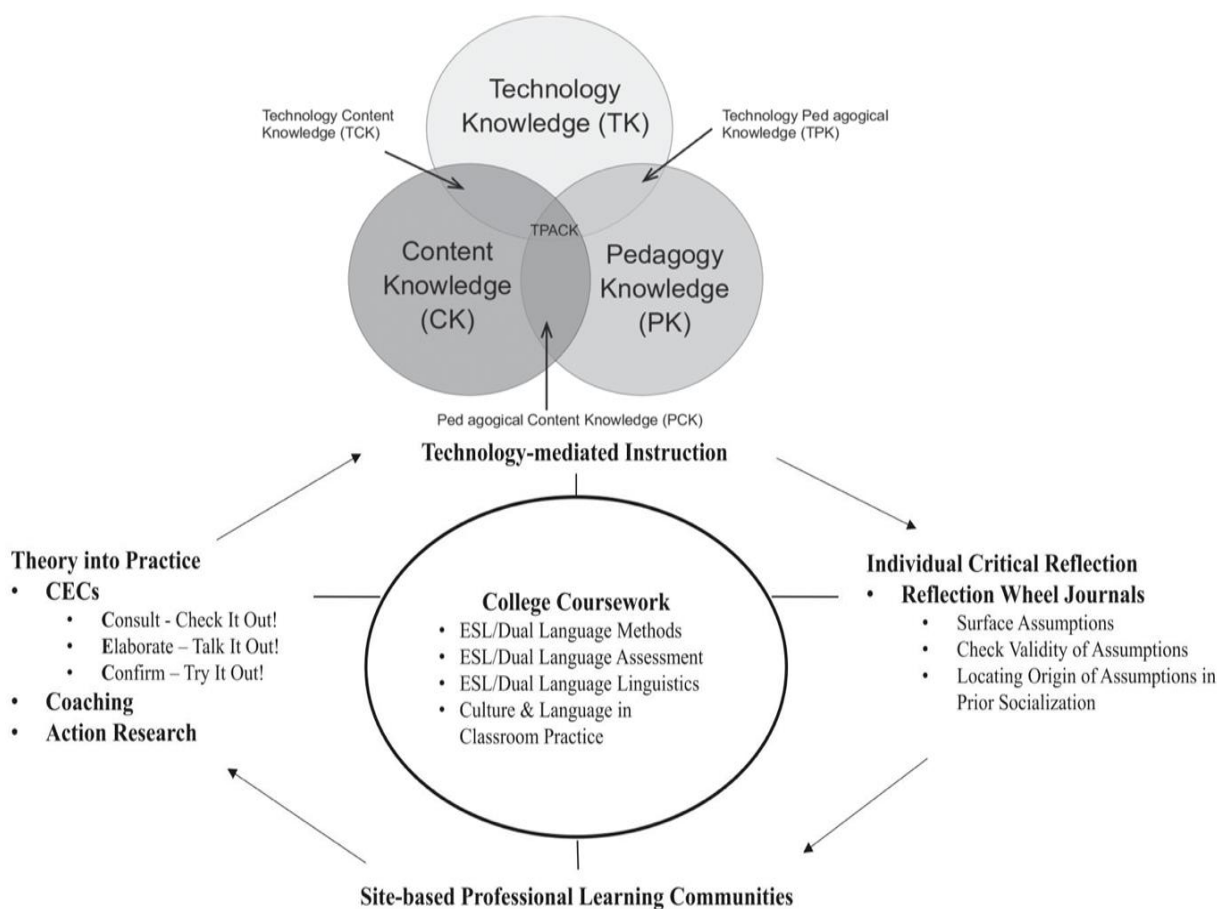 Technology
Knowledge (TK)
Technology Content
Knowledge (TCK)
Technology Ped agogical
Knowledge (TPK)
TPACK
Content
Knowledge
(CK)
Pedagogy
Knowledge
(PK)
Ped agogical Content Knowledge (PCK)
Technology-mediated Instruction
Theory into Practice
• CECs
• Consult - Check It Out!
• Elaborate – Talk It Out!
• Confirm – Try It Out!
• Coaching
• Action Research
College Coursework
• ESL/Dual Language Methods
• ESL/Dual Language Assessment
• ESL/Dual Language Linguistics
• Culture & Language in
Classroom Practice
Individual Critical Reflection
• Reflection Wheel Journals
• Surface Assumptions
• Check Validity of Assumptions
• Locating Origin of Assumptions in
Prior Socialization
Site-based Professional Learning Communities